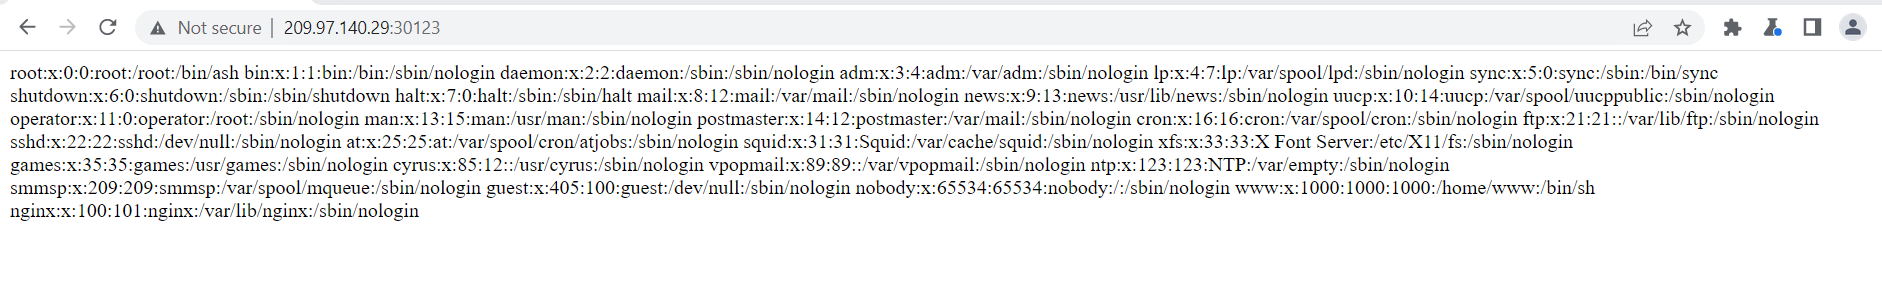 Not secure | 209.97.140.29:30123
root:x:0:0:root:/root:/bin/ash bin:x:1:1:bin:/bin:/sbin/nologin daemon:x:2:2:daemon:/sbin:/sbin/nologin adm:x:3:4:adm:/var/adm:/sbin/nologin lp:x:4:7:lp:/var/spool/lpd:/sbin/nologin sync:x:5:0:sync:/sbin:/bin/sync
shutdown:x:6:0:shutdown:/sbin:/sbin/shutdown halt:x:7:0:halt:/sbin:/sbin/halt mail:x:8:12:mail:/var/mail:/sbin/nologin news:x:9:13:news:/usr/lib/news:/sbin/nologin uucp:x:10:14:uucp:/var/spool/uucppublic:/sbin/nologin
operator:x:11:0:operator:/root:/sbin/nologin man:x:13:15:man:/usr/man:/sbin/nologin postmaster:x:14:12:postmaster:/var/mail:/sbin/nologin cron:x:16:16:cron:/var/spool/cron:/sbin/nologin ftp:x:21:21::/var/lib/ftp:/sbin/nologin
sshd:x:22:22:sshd:/dev/null:/sbin/nologin at:x:25:25:at:/var/spool/cron/atjobs:/sbin/nologin squid:x:31:31:Squid:/var/cache/squid:/sbin/nologin xfs:x:33:33:X Font Server:/etc/X11/fs:/sbin/nologin
games:x:35:35:games:/usr/games:/sbin/nologin cyrus:x:85:12::/usr/cyrus:/sbin/nologin vpopmail:x:89:89::/var/vpopmail:/sbin/nologin ntp:x:123:123:NTP:/var/empty:/sbin/nologin
smmsp:x:209:209:smmsp:/var/spool/mqueue:/sbin/nologin guest:x:405:100:guest:/dev/null:/sbin/nologin nobody:x:65534:65534:nobody:/:/sbin/nologin www:x:1000:1000:1000:/home/www:/bin/sh
nginx:x:100:101:nginx:/var/lib/nginx:/sbin/nologin